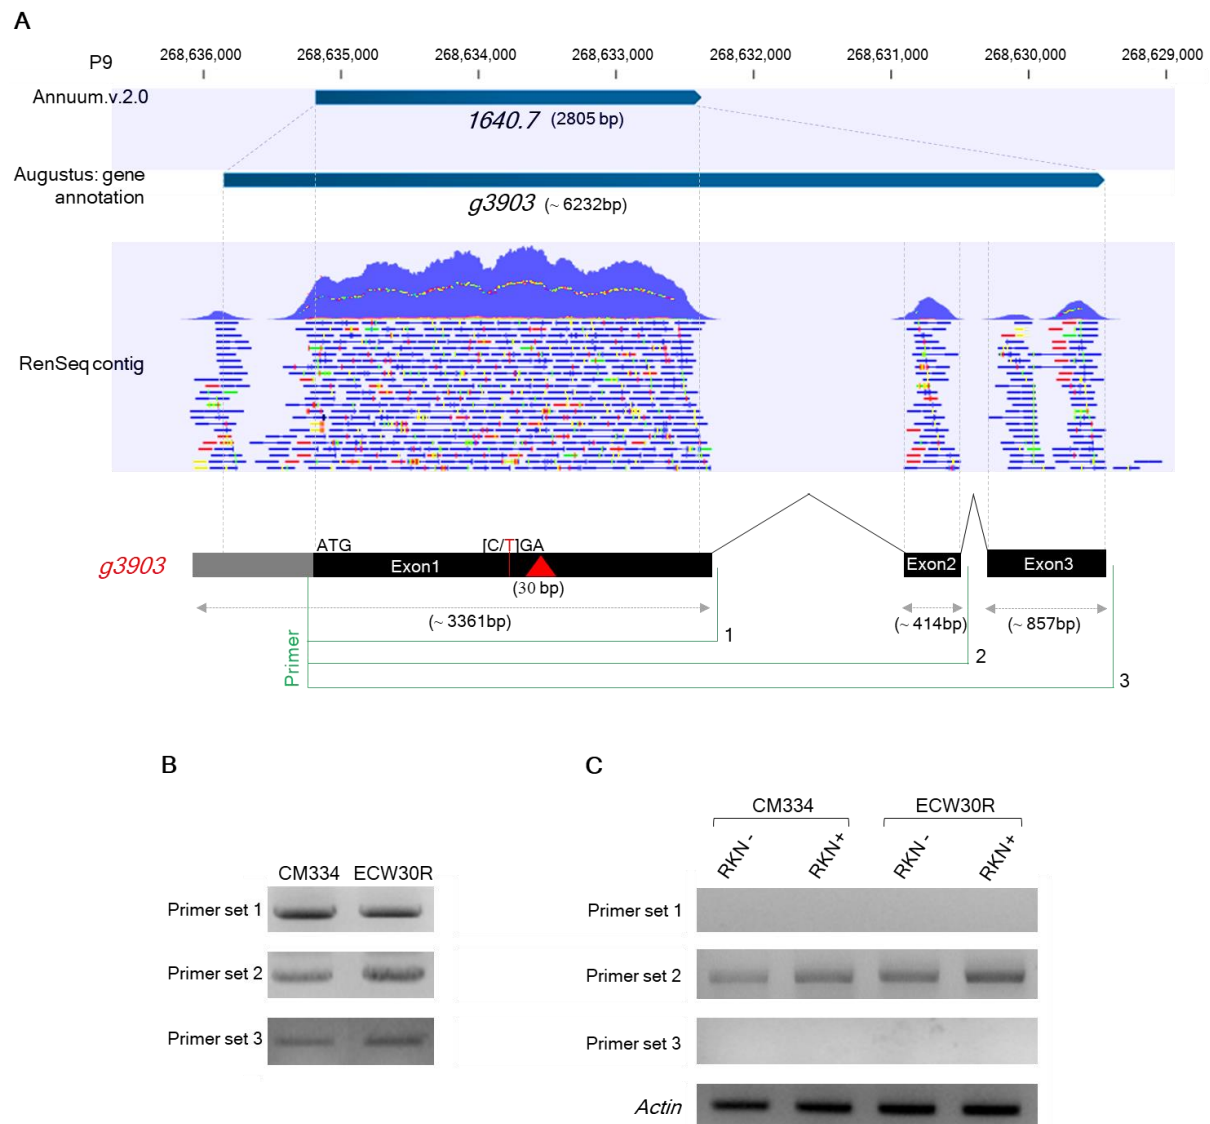 A
P9
268,636,000 268,635,000 268,634,000 268,633,000 268,632,000 268,631,000 268,630,000 268,629,000
Annuum.v.2.0
1640.7 (2805 bp)
Augustus: gene
annotation
g3903 (~ 6232bp)
RenSeq contig
ATG [C/T]GA
g3903 Exon1 Exon2 Exon3
(30 bp)
(~ 3361bp) (~ 414bp) (~ 857bp)
Primer
1
2
3
B
CM334 ECW30R
Primer set 1
Primer set 2
Primer set 3
C
CM334 ECW30R
RKN - RKN+ RKN - RKN+
Primer set 1
Primer set 2
Primer set 3
Actin